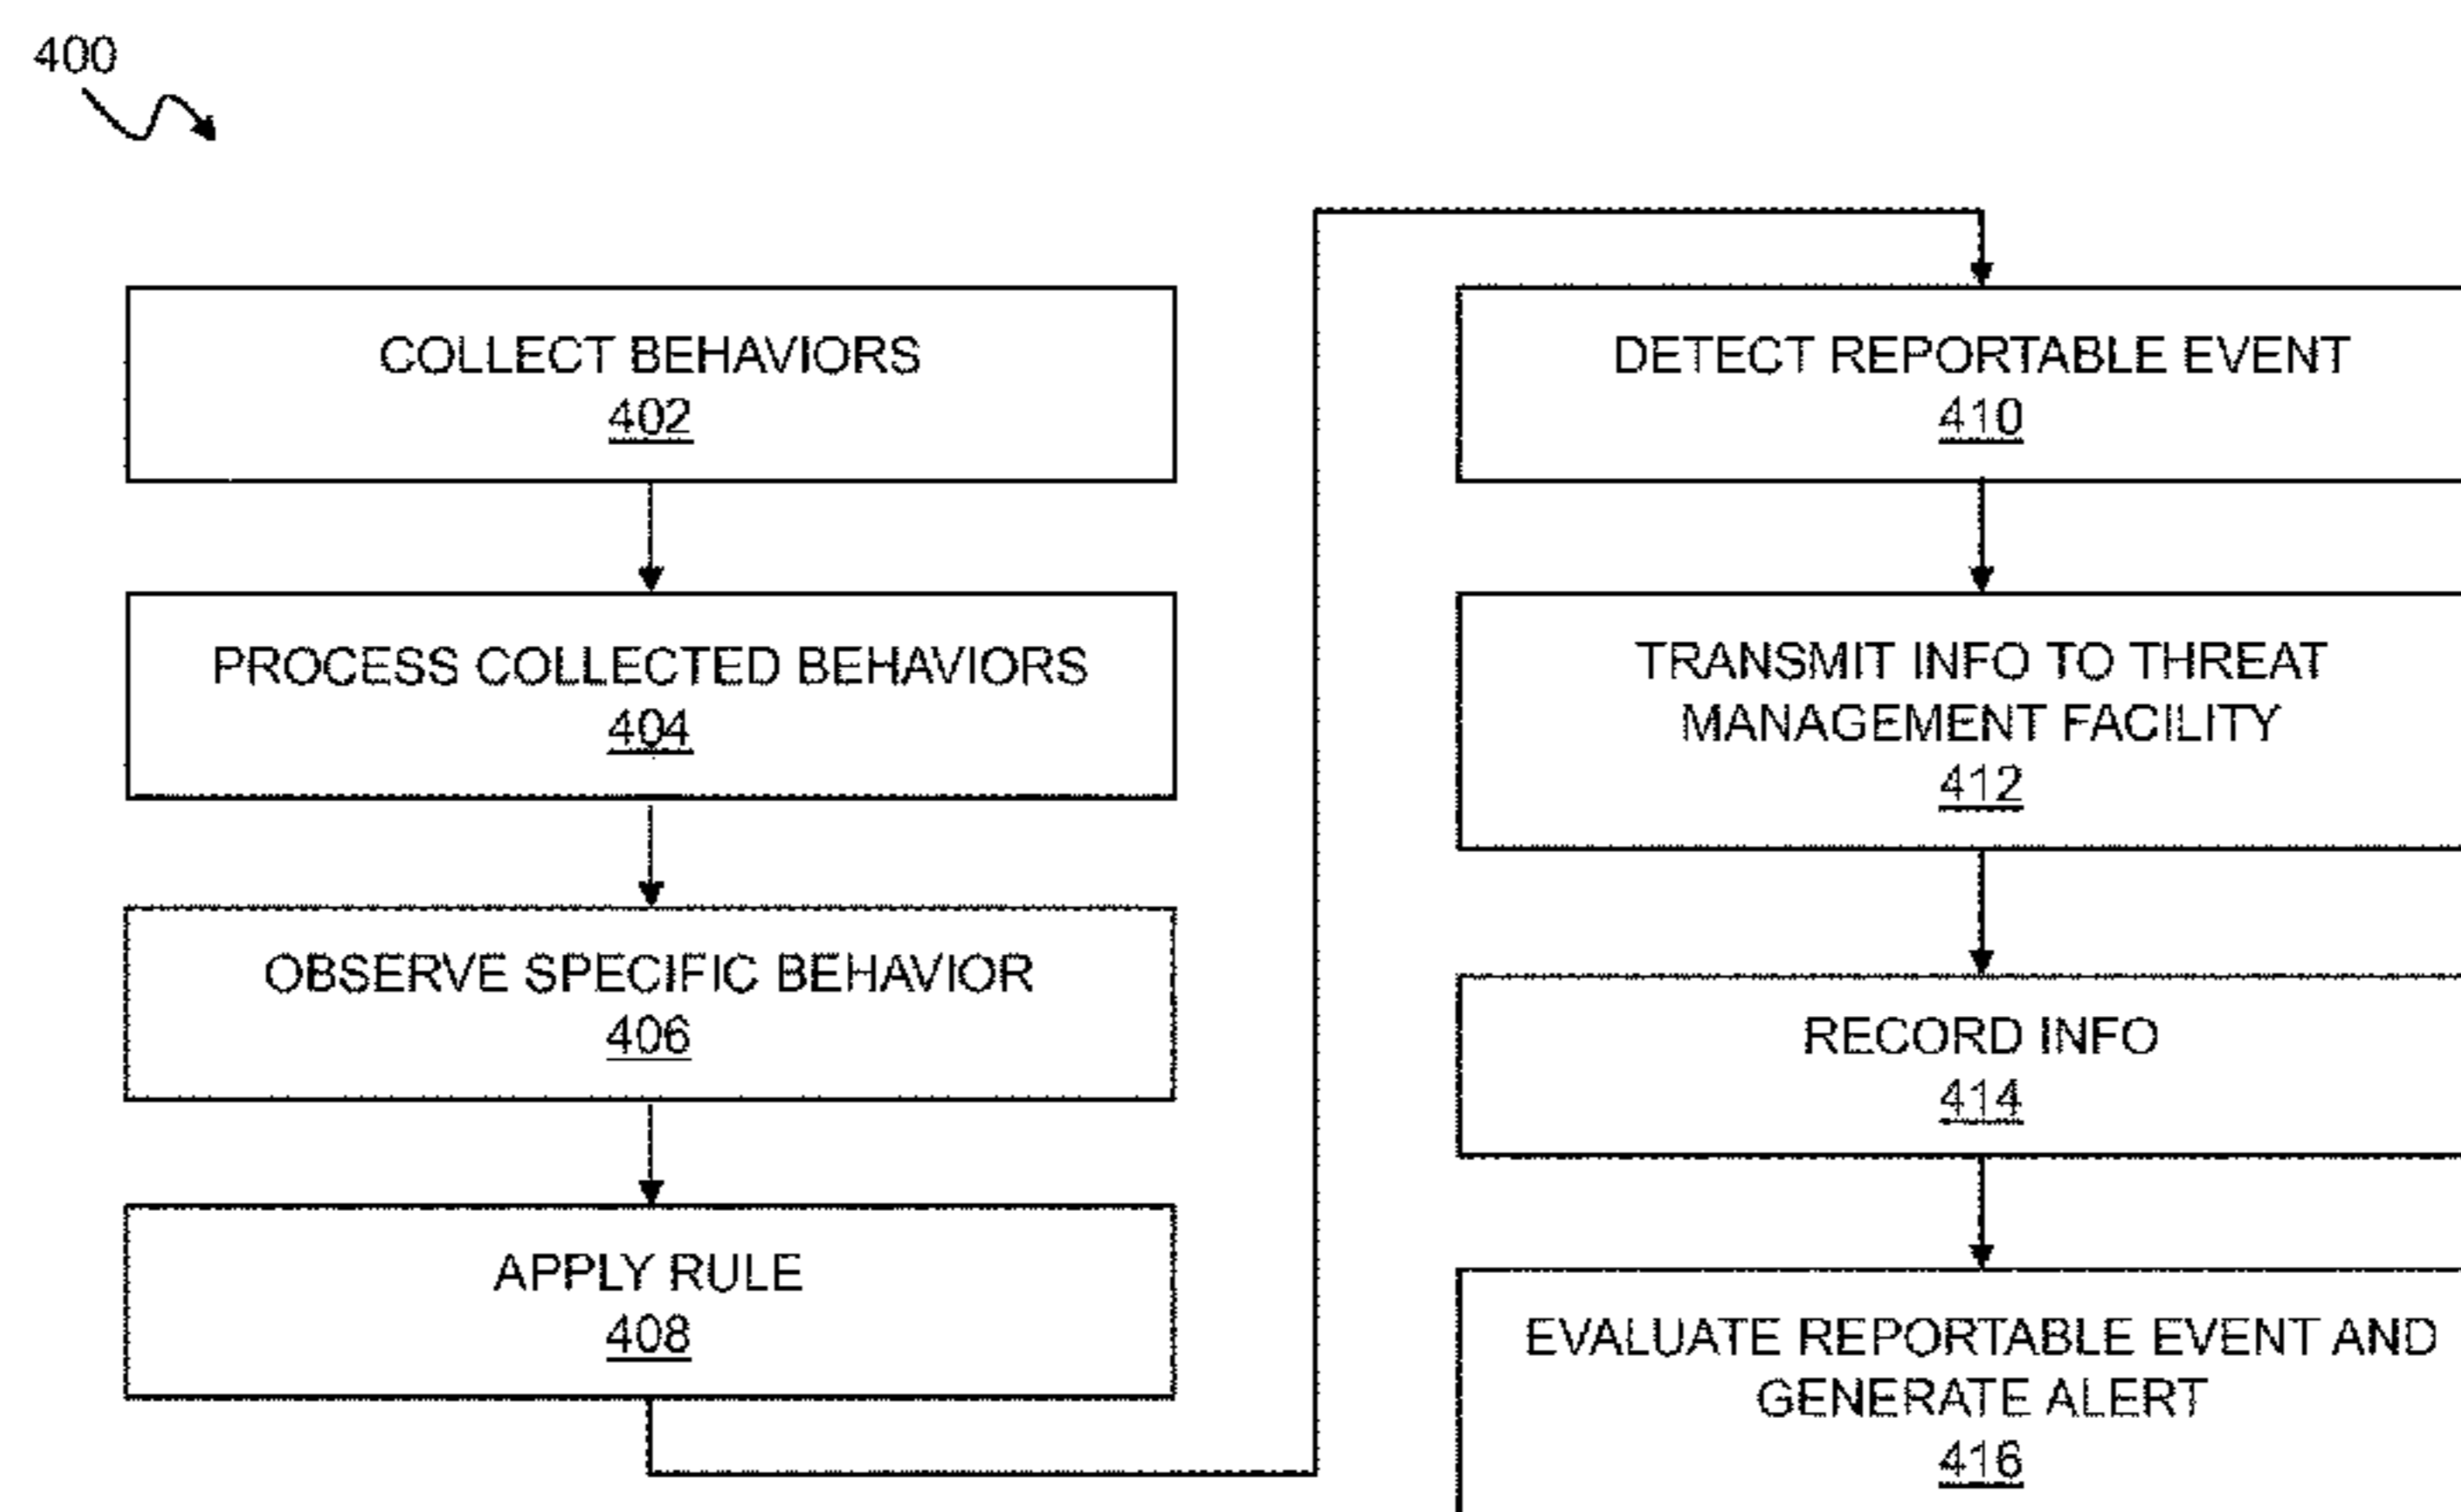 400
COLLECT BEHAVIORS
402
PROCESS COLLECTED BEHAVIORS
404
OBSERVE SPECIFIC BEHAVIOR
406
APPLY RULE
408
DETECT REPORTABLE EVENT
410
TRANSMIT INFO TO THREAT
MANAGEMENT FACILITY
412
RECORD INFO
414
EVALUATE REPORTABLE EVENT AND
GENERATE ALERT
416